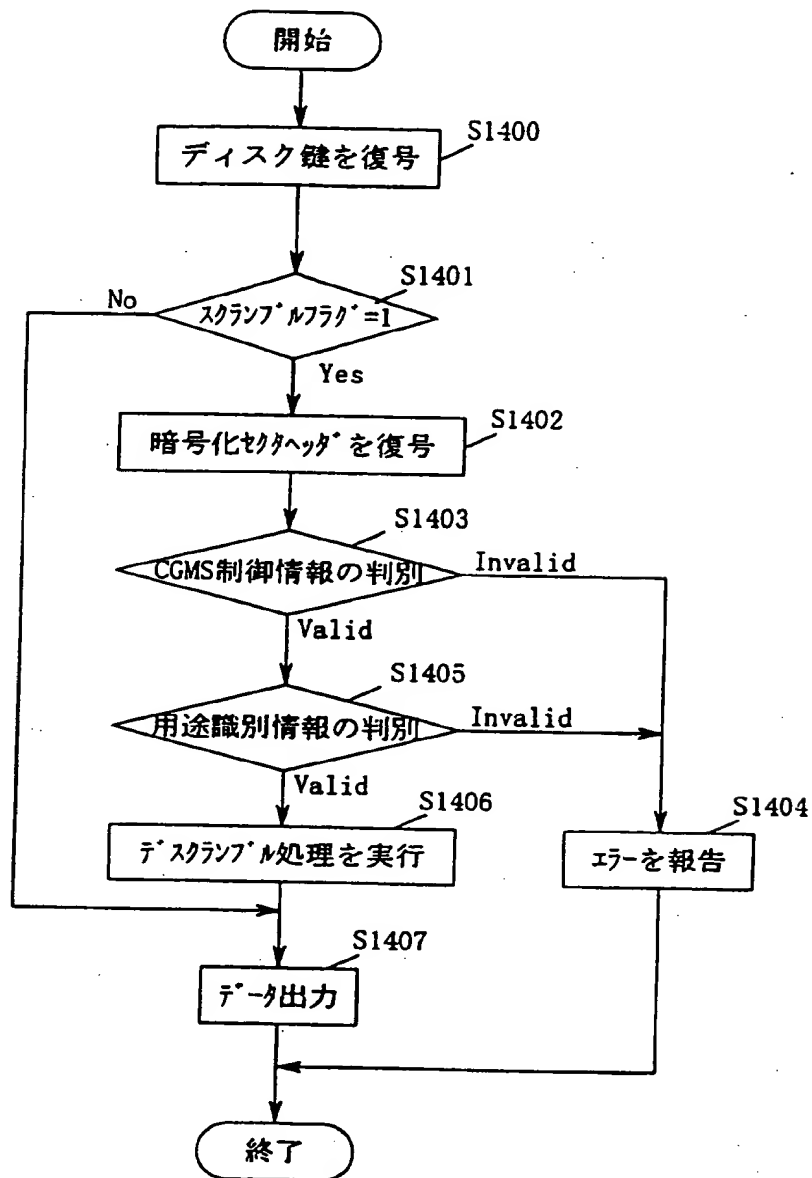 開始
S1400
ディスク鍵を復号
S1401
No
スクランブルフラグ=1
Yes
S1402
暗号化セクタヘッダを復号
S1403
CGMS制御情報の判別
Invalid
Valid
S1405
用途識別情報の判別
Invalid
Valid
S1406
デスクランブル処理を実行
S1404
エラーを報告
S1407
データ出力
終了